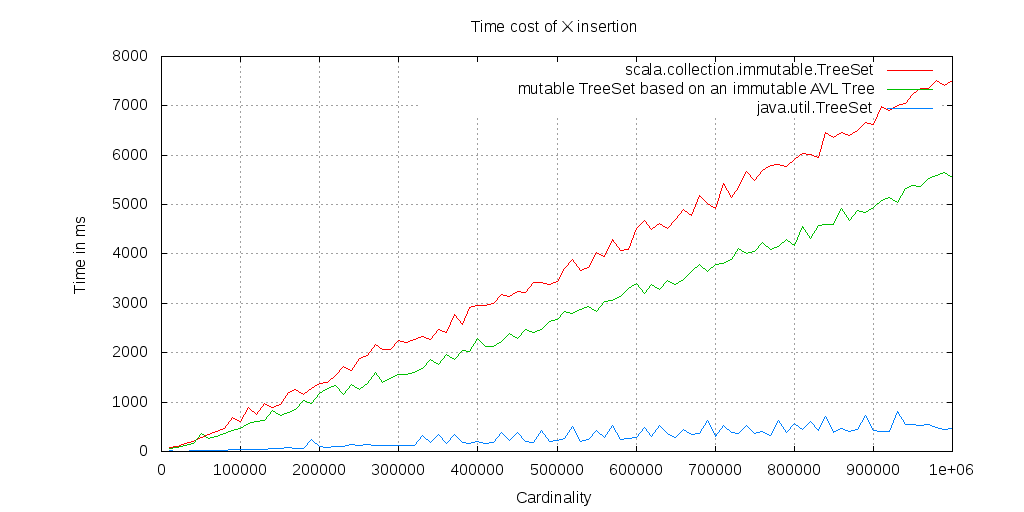 Time cost of X insertion
8000
7000
6000
5000
4000
3000
2000
1000
0
Time in ms
scala.collection.immutable.TreeSet
mutable TreeSet based on an immutable AVL Tree
java.util.TreeSet
0 100000 200000 300000 400000 500000 600000 700000 800000 900000 1e+06
Cardinality